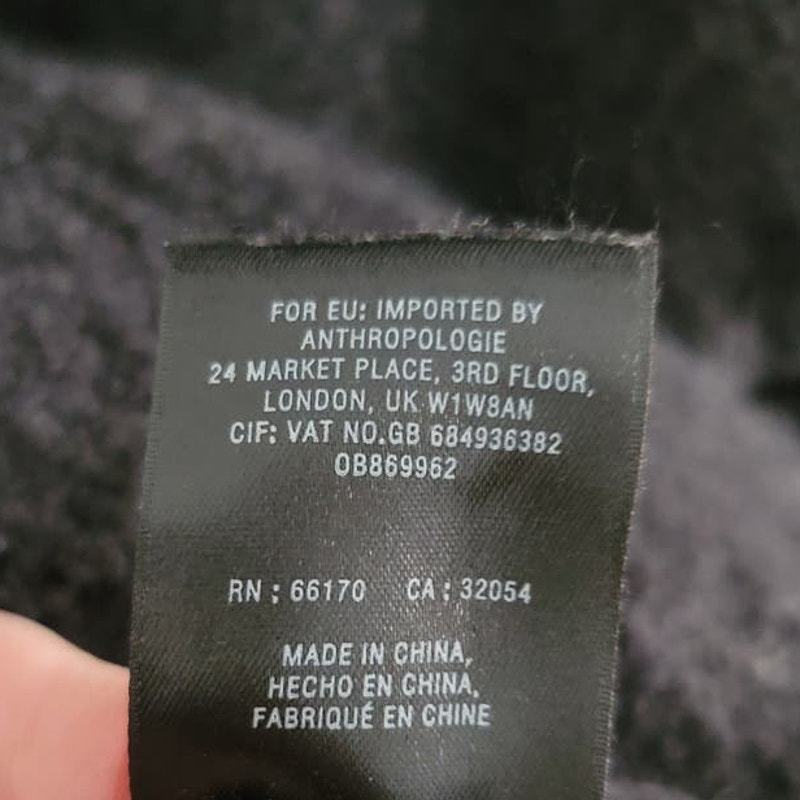 FOR EU: IMPORTED BY
ANTHROPOLOGIE
24 MARKET PLACE, 3RD FLOOR,
LONDON, UK W1W8AN
CIF: VAT NO.GB 684936382
OB869962
RN : 66170 CA : 32054
MADE IN CHINA,
HECHO EN CHINA,
FABRIQUÉ EN CHINE